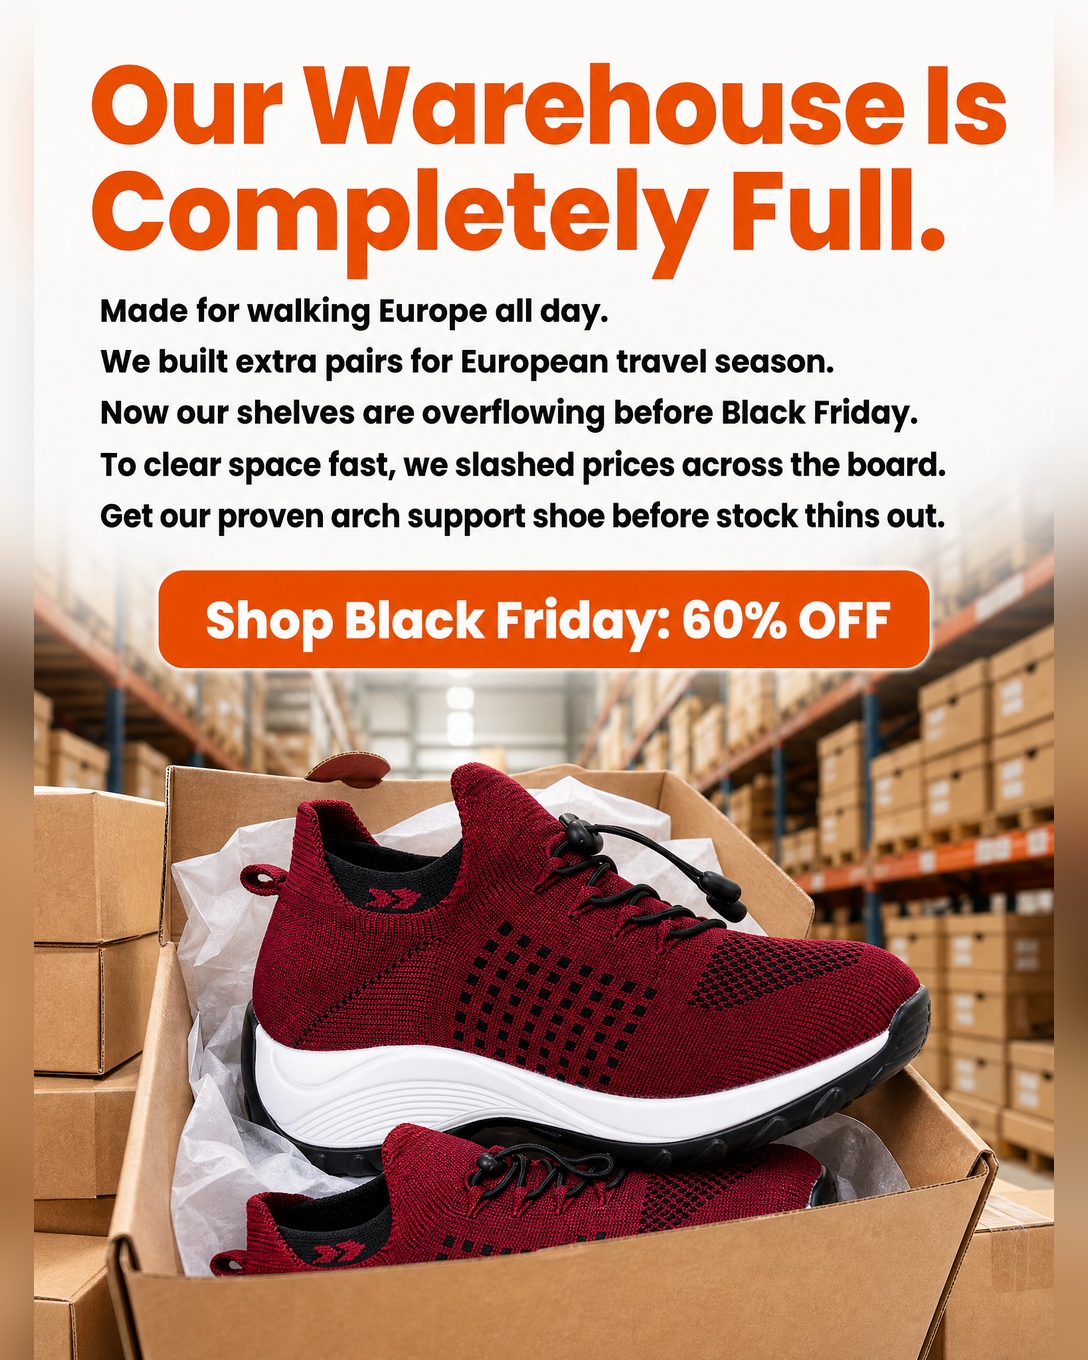 Our Warehouse Is
Completely Full.
Made for walking Europe all day.
We built extra pairs for European travel season.
Now our shelves are overflowing before Black Friday.
To clear space fast, we slashed prices across the board.
Get our proven arch support shoe before stock thins out.
Shop Black Friday: 60% OFF